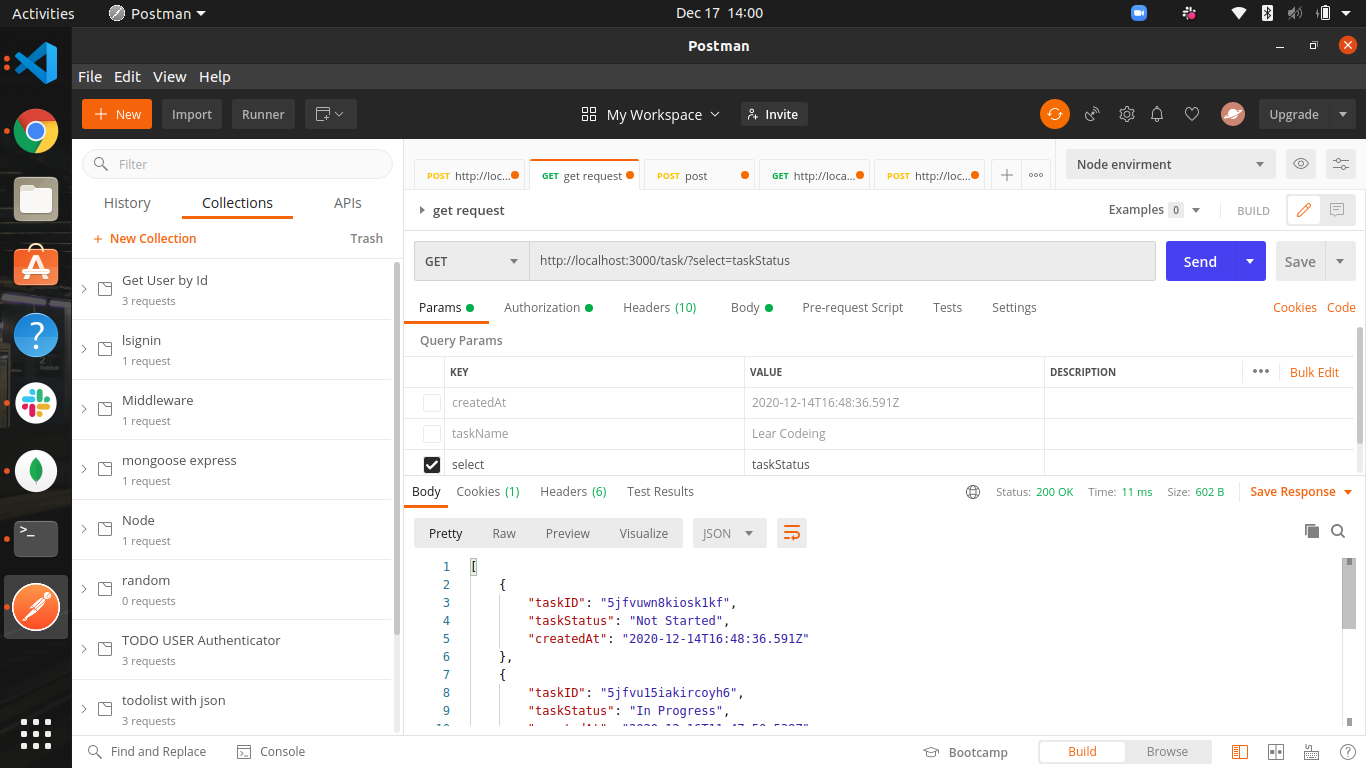 Activities Postman Dec 17 14:00
Postman
File Edit View Help
New Import Runner My Workspace Invite Upgrade
Filter
History Collections APIs
+ New Collection Trash
Get User by Id
3 requests
lsignin
1 request
Middleware
1 request
mongoose express
1 request
Node
1 request
random
0 requests
TODO USER Authenticator
3 requests
todolist with json
3 requests
POST http://loc... GET get request POST post GET http://loca... POST http://loc... Node envirment
get request Examples 0 BUILD
GET http://localhost:3000/task/?select=taskStatus Send Save
Params Authorization Headers (10) Body Pre-request Script Tests Settings Cookies Code
Query Params
KEY VALUE DESCRIPTION Bulk Edit
createdAt 2020-12-14T16:48:36.591Z
taskName Lear Codeing
select taskStatus
Body Cookies (1) Headers (6) Test Results Status: 200 OK Time: 11 ms Size: 602 B Save Response
Pretty Raw Preview Visualize JSON
1 [
2 {
3 "taskID": "5jfvuwn8kiosk1kf",
4 "taskStatus": "Not Started",
5 "createdAt": "2020-12-14T16:48:36.591Z"
6 },
7 {
8 "taskID": "5jfvu15iakircoyh6",
9 "taskStatus": "In Progress",
Find and Replace Console Bootcamp Build Browse